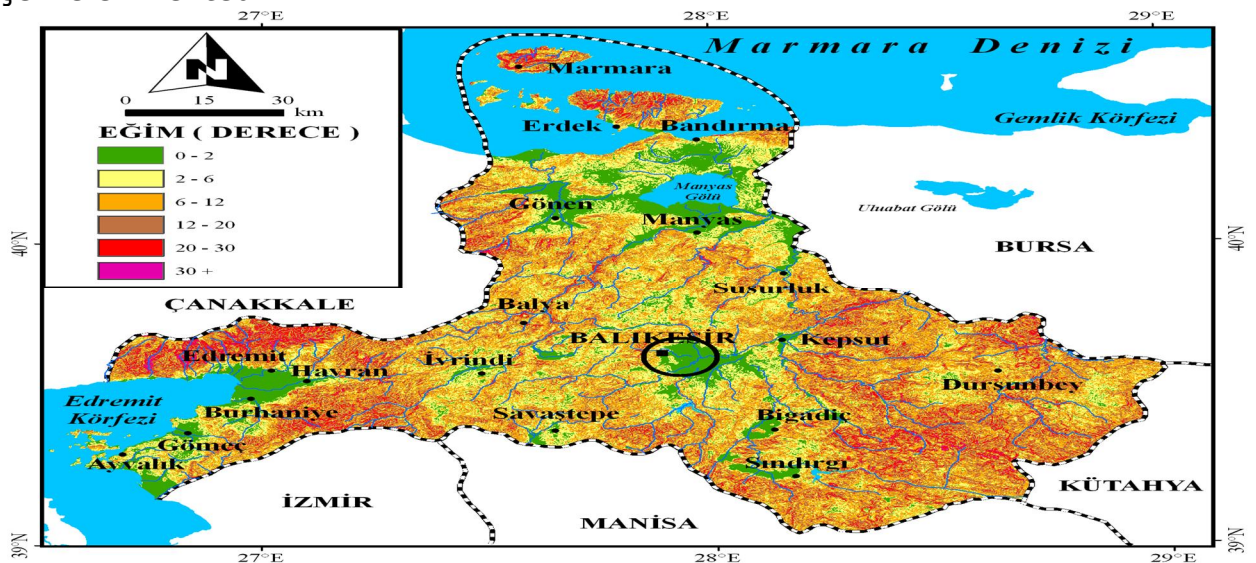 27°E 28°E 29°E
Marmara Denizi
N
0 15 30
km
EĞİM ( DERECE )
0 - 2
2 - 6
6 - 12
12 - 20
20 - 30
30 +
Marmara
Erdek
Bandırma
Gemlik Körfezi
Manyas
Gölü
Gönen
Manyas
Uluabat Gölü
40°N
40°N
BURSA
Susurluk
ÇANAKKALE
Balya
BALIKESİR
Kepsut
Edremit
İvrindi
Havran
Dursunbey
Edremit
Körfezi
Burhaniye
Savaştepe
Bigadiç
Gömeç
Ayvalık
Sındırgı
İZMİR
MANİSA
KÜTAHYA
39°N
39°N
27°E 28°E 29°E